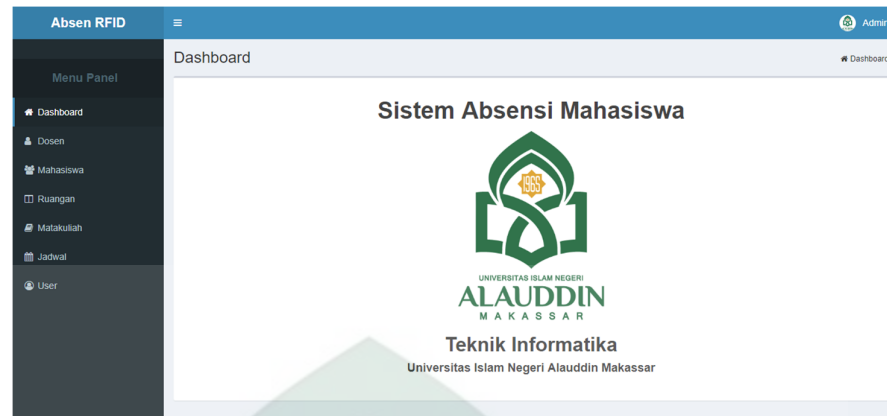 Absen RFID
Admin
Dashboard
Dashboard
Menu Panel
Dashboard
Dosen
Mahasiswa
Ruangan
Matakuliah
Jadwal
User
Sistem Absensi Mahasiswa
1965
UNIVERSITAS ISLAM NEGERI
ALAUDDIN
MAKASSAR
Teknik Informatika
Universitas Islam Negeri Alauddin Makassar